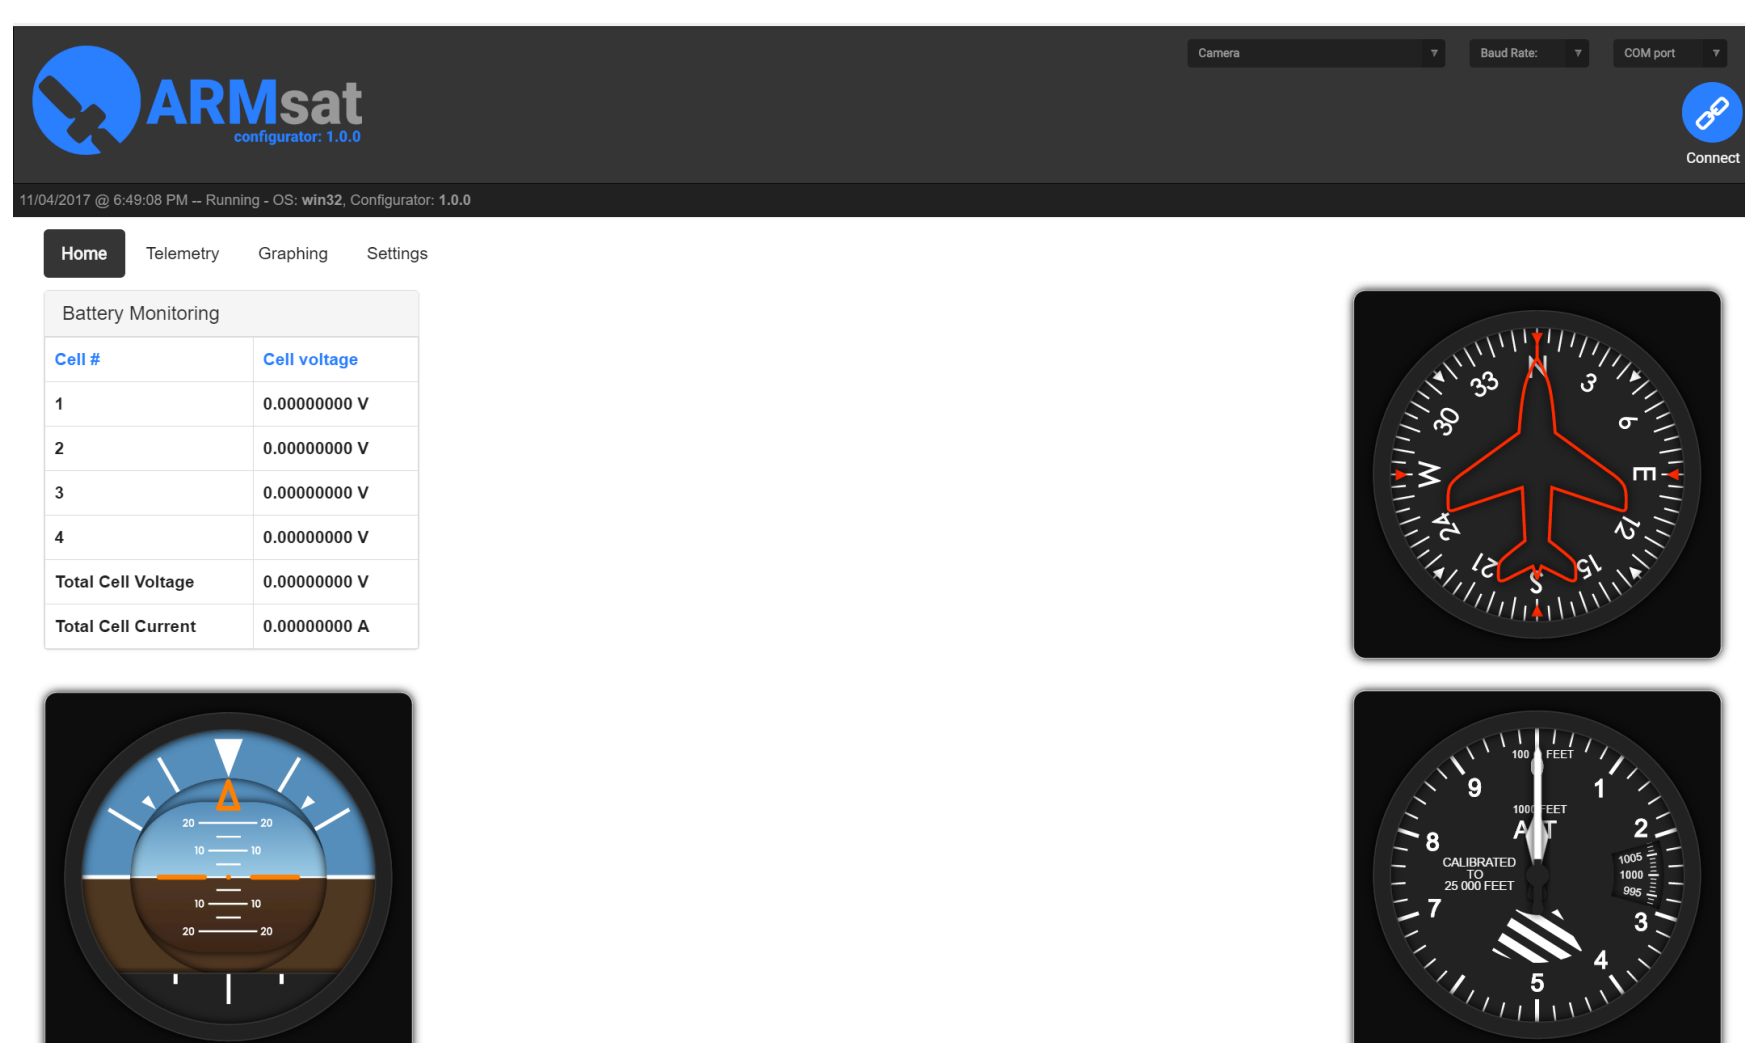 Camera
Baud Rate:
COM port
ARMsat
configurator: 1.0.0
Connect
11/04/2017 @ 6:49:08 PM -- Running - OS: win32, Configurator: 1.0.0
Home Telemetry Graphing Settings
Battery Monitoring
Cell # Cell voltage
1 0.00000000 V
2 0.00000000 V
3 0.00000000 V
4 0.00000000 V
Total Cell Voltage 0.00000000 V
Total Cell Current 0.00000000 A
N
3
6
E
12
15
S
21
24
W
30
33
20 20
10 10
10 10
20 20
100 FEET
1000 FEET
ALT
CALIBRATED
TO
25 000 FEET
1005
1000
995
1
2
3
4
5
7
8
9